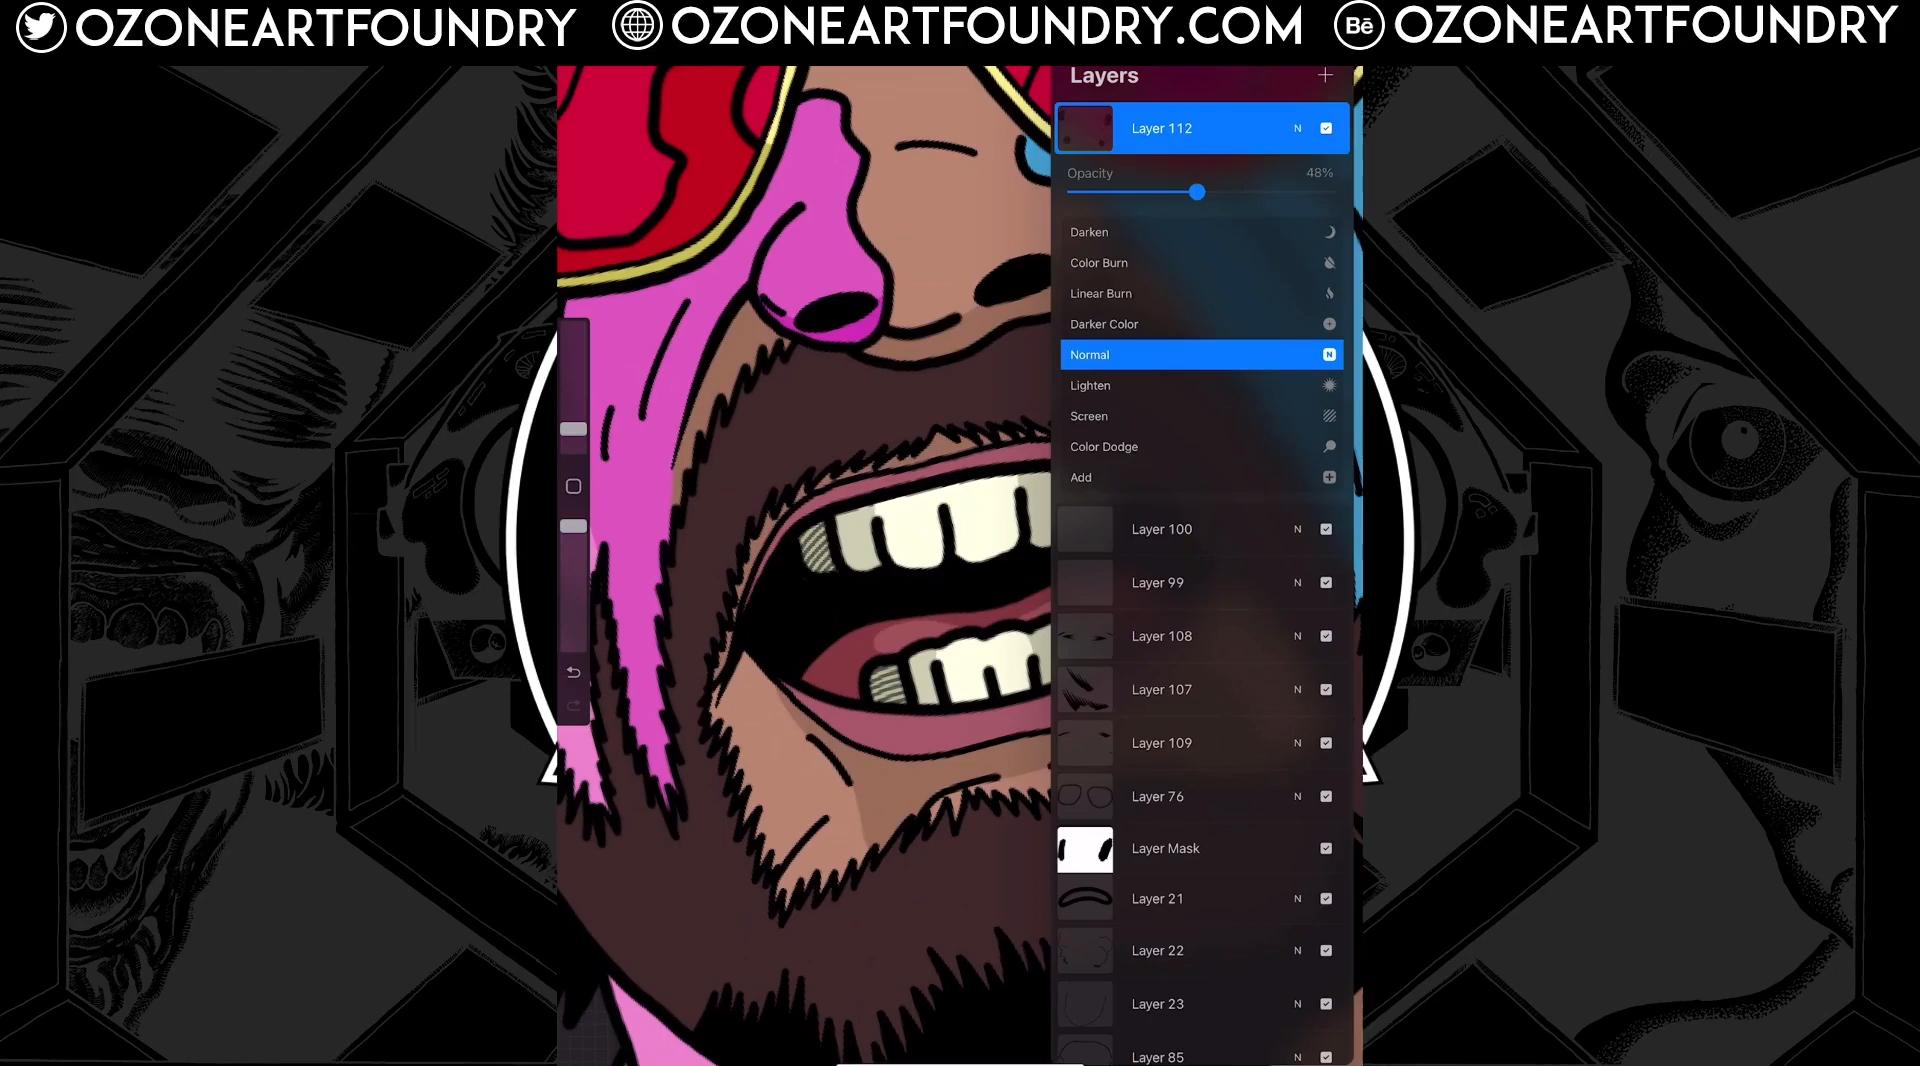 OZONEARTFOUNDRY OZONEARTFOUNDRY.COM Bē OZONEARTFOUNDRY
Layers
Layer 112 N
Opacity 48%
Darken
Color Burn
Linear Burn
Darker Color
Normal N
Lighten
Screen
Color Dodge
Add
Layer 100 N
Layer 99 N
Layer 108 N
Layer 107 N
Layer 109 N
Layer 76 N
Layer Mask
Layer 21 N
Layer 22 N
Layer 23 N
Layer 85 N